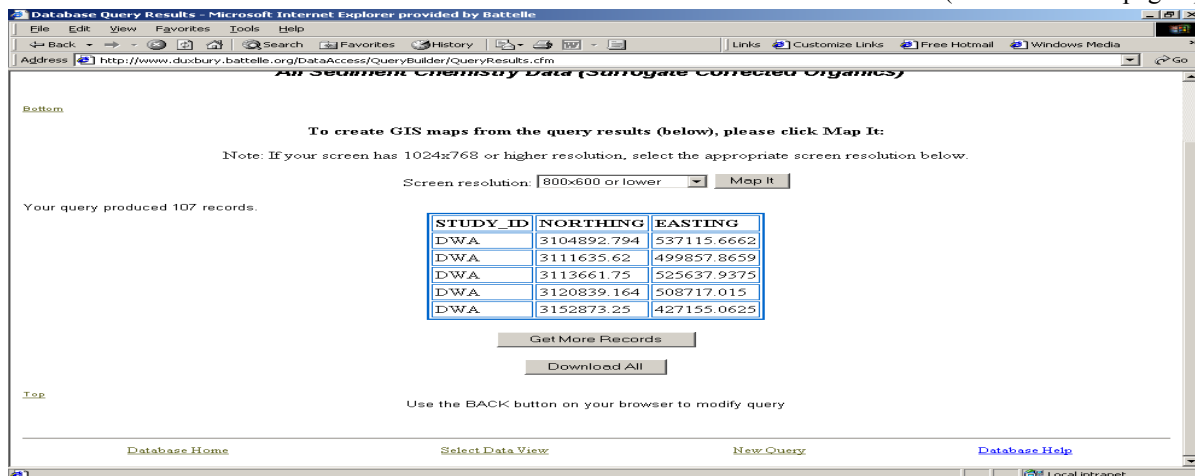 Database Query Results - Microsoft Internet Explorer provided by Battelle
File Edit View Favorites Tools Help
Back Search Favorites History Links Customize Links Free Hotmail Windows Media
Address http://www.duxbury.battelle.org/DataAccess/QueryBuilder/QueryResults.cfm Go
All Sediment Chemistry Data (Surrogate Corrected Organics)
Bottom
To create GIS maps from the query results (below), please click Map It:
Note: If your screen has 1024x768 or higher resolution, select the appropriate screen resolution below.
Screen resolution: 800x600 or lower Map It
Your query produced 107 records.
STUDY_ID NORTHING EASTING
DWA 3104892.794 537115.6662
DWA 3111635.62 499857.8659
DWA 3113661.75 525637.9375
DWA 3120839.164 508717.015
DWA 3152873.25 427155.0625
Get More Records
Download All
Top
Use the BACK button on your browser to modify query
Database Home Select Data View New Query Database Help
Local intranet